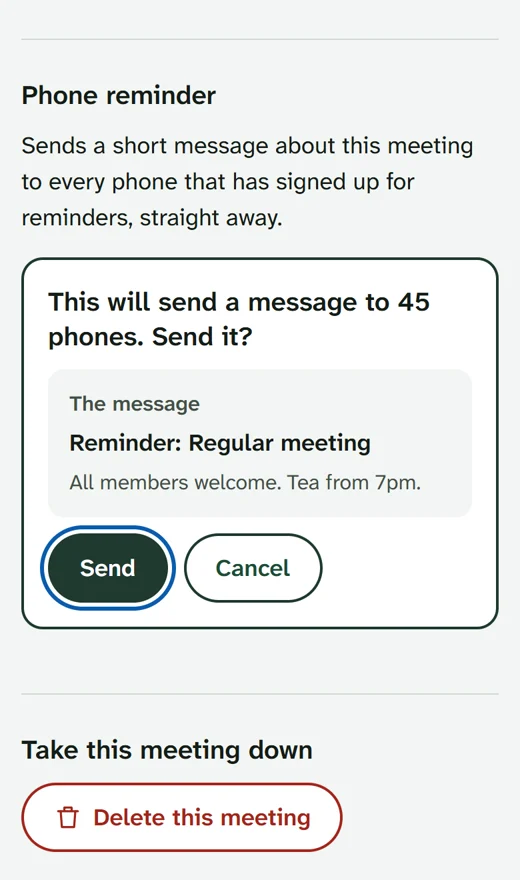 Phone reminder
Sends a short message about this meeting
to every phone that has signed up for
reminders, straight away.
This will send a message to 45
phones. Send it?
The message
Reminder: Regular meeting
All members welcome. Tea from 7pm.
Send
Cancel
Take this meeting down
Delete this meeting